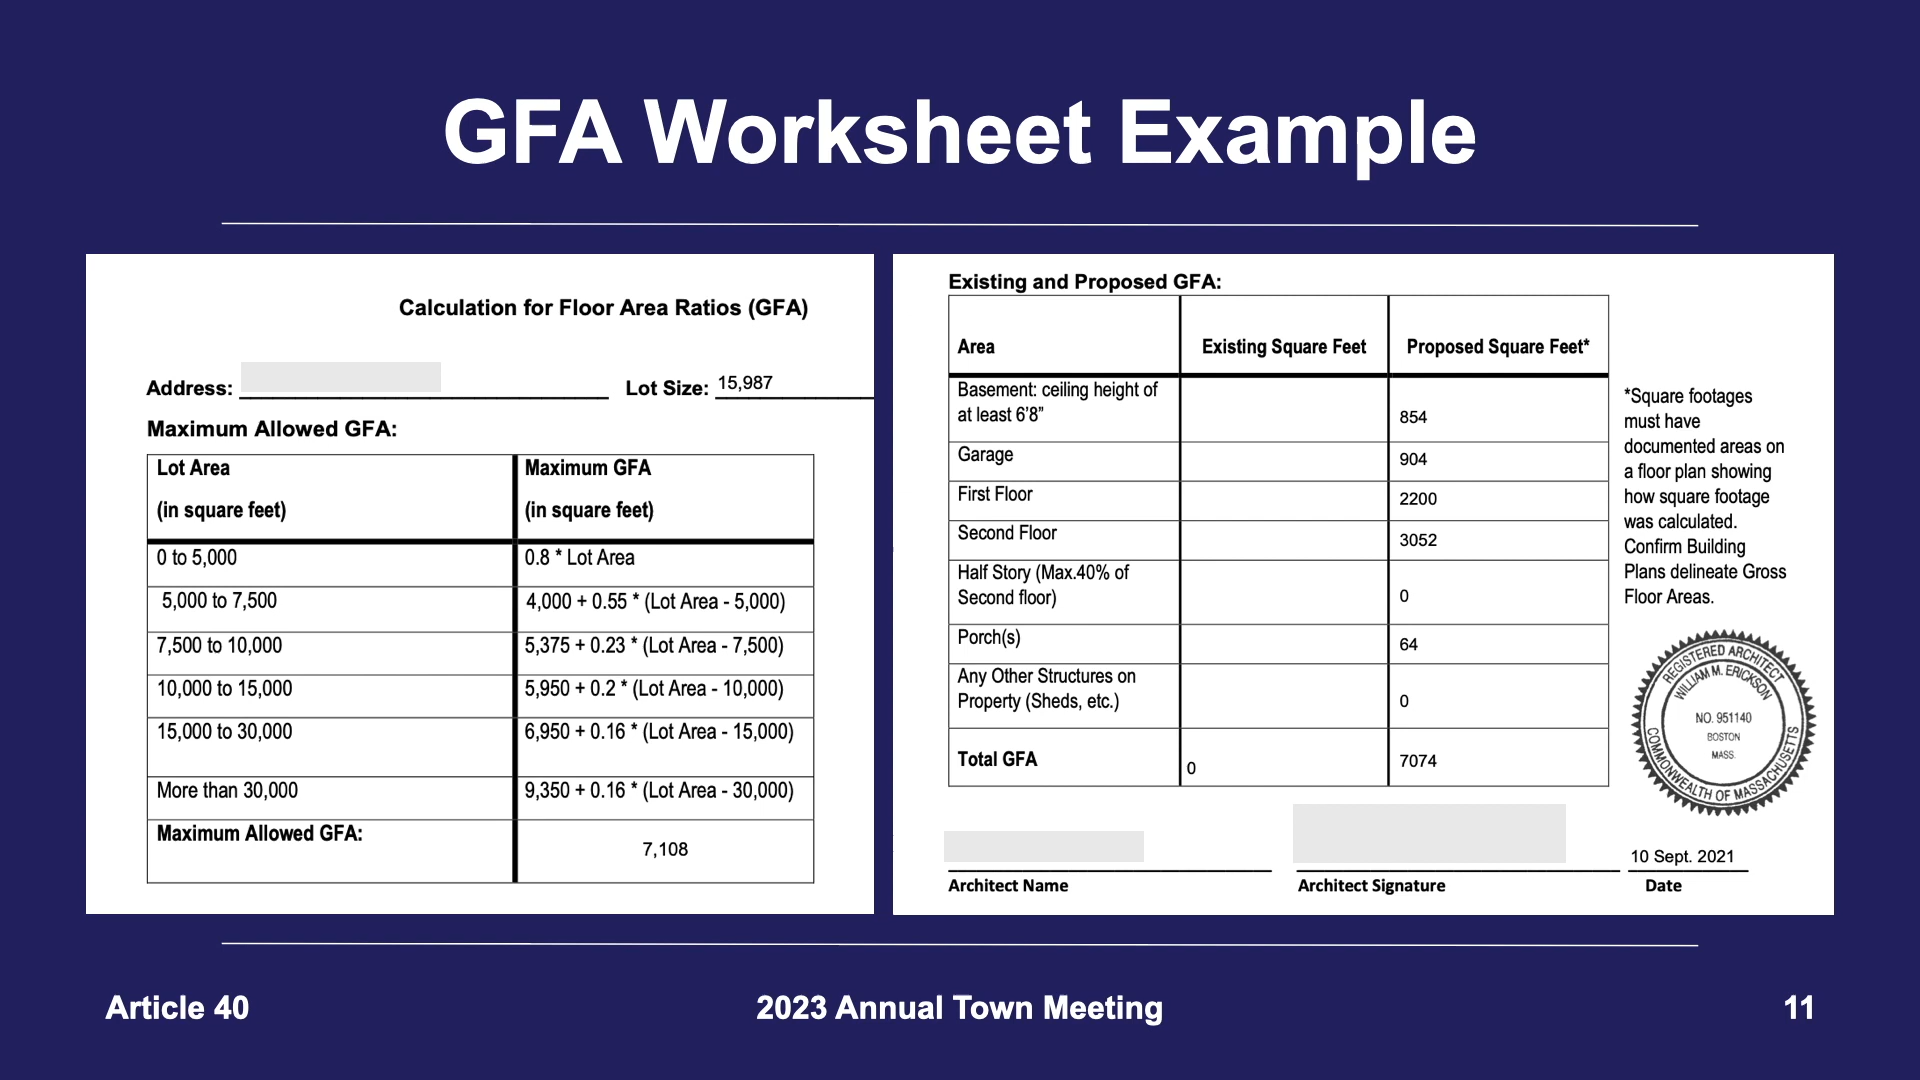 GFA Worksheet Example
Calculation for Floor Area Ratios (GFA)
Address: Lot Size: 15,987
Maximum Allowed GFA:
Lot Area Maximum GFA
(in square feet) (in square feet)
0 to 5,000 0.8 * Lot Area
5,000 to 7,500 4,000 + 0.55 * (Lot Area - 5,000)
7,500 to 10,000 5,375 + 0.23 * (Lot Area - 7,500)
10,000 to 15,000 5,950 + 0.2 * (Lot Area - 10,000)
15,000 to 30,000 6,950 + 0.16 * (Lot Area - 15,000)
More than 30,000 9,350 + 0.16 * (Lot Area - 30,000)
Maximum Allowed GFA:
7,108
Existing and Proposed GFA:
Area Existing Square Feet Proposed Square Feet*
Basement: ceiling height of
at least 6’8” 854
Garage 904
First Floor 2200
Second Floor 3052
Half Story (Max.40% of
Second floor) 0
Porch(s) 64
Any Other Structures on
Property (Sheds, etc.) 0
Total GFA 0 7074
*Square footages
must have
documented areas on
a floor plan showing
how square footage
was calculated.
Confirm Building
Plans delineate Gross
Floor Areas.
REGISTERED ARCHITECT
WILLIAM M. ERICKSON
NO. 951140
BOSTON
MASS.
COMMONWEALTH OF MASSACHUSETTS
10 Sept. 2021
Architect Name Architect Signature Date
Article 40 2023 Annual Town Meeting 11